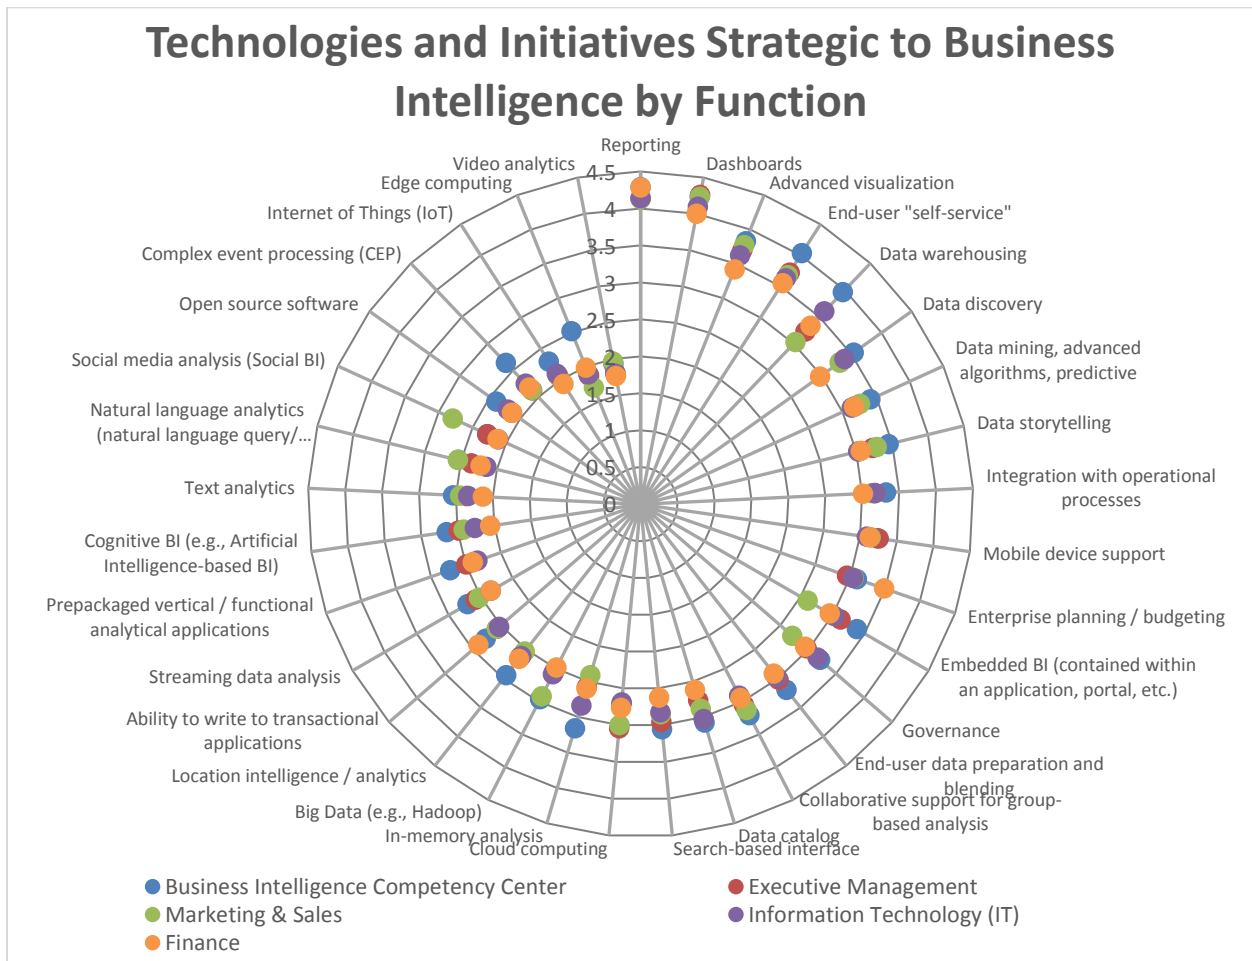 Technologies and Initiatives Strategic to Business
Intelligence by Function
Reporting
Dashboards
Advanced visualization
End-user "self-service"
Data warehousing
Data discovery
Data mining, advanced
algorithms, predictive
Data storytelling
Integration with operational
processes
Mobile device support
Enterprise planning / budgeting
Embedded BI (contained within
an application, portal, etc.)
Governance
End-user data preparation and
blending
Collaborative support for group-
based analysis
Data catalog
Search-based interface
Cloud computing
In-memory analysis
Big Data (e.g., Hadoop)
Location intelligence / analytics
Ability to write to transactional
applications
Streaming data analysis
Prepackaged vertical / functional
analytical applications
Cognitive BI (e.g., Artificial
Intelligence-based BI)
Text analytics
Natural language analytics
(natural language query/...
Social media analysis (Social BI)
Open source software
Complex event processing (CEP)
Internet of Things (IoT)
Edge computing
Video analytics
4.5
4
3.5
3
2.5
2
1.5
1
0.5
0
Business Intelligence Competency Center
Executive Management
Marketing & Sales
Information Technology (IT)
Finance